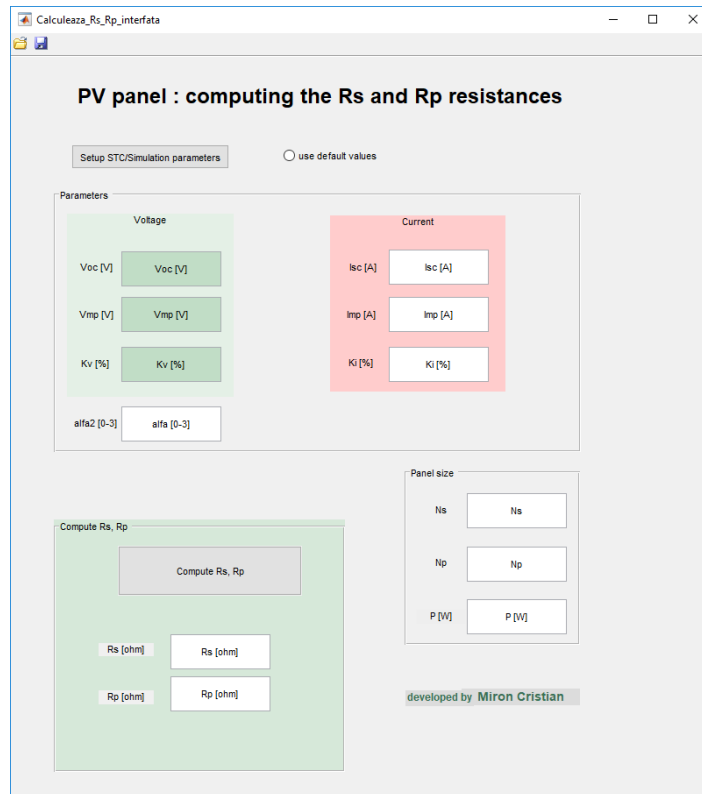 Calculeaza_Rs_Rp_interfata
PV panel : computing the Rs and Rp resistances
Setup STC/Simulation parameters
use default values
Parameters
Voltage
Voc [V] Voc [V]
Vmp [V] Vmp [V]
Kv [%] Kv [%]
alfa2 [0-3] alfa [0-3]
Current
Isc [A] Isc [A]
Imp [A] Imp [A]
Ki [%] Ki [%]
Panel size
Ns Ns
Np Np
P [W] P [W]
Compute Rs, Rp
Compute Rs, Rp
Rs [ohm] Rs [ohm]
Rp [ohm] Rp [ohm]
developed by Miron Cristian